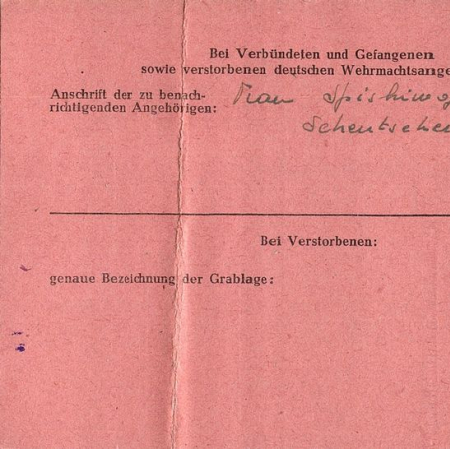 Bei Verbündeten und Gefangenen
sowie verstorbenen deutschen Wehrmachtsange
Anschrift der zu benach-
richtigenden Angehörigen:
Frau
Bei Verstorbenen:
genaue Bezeichnung der Grablage: